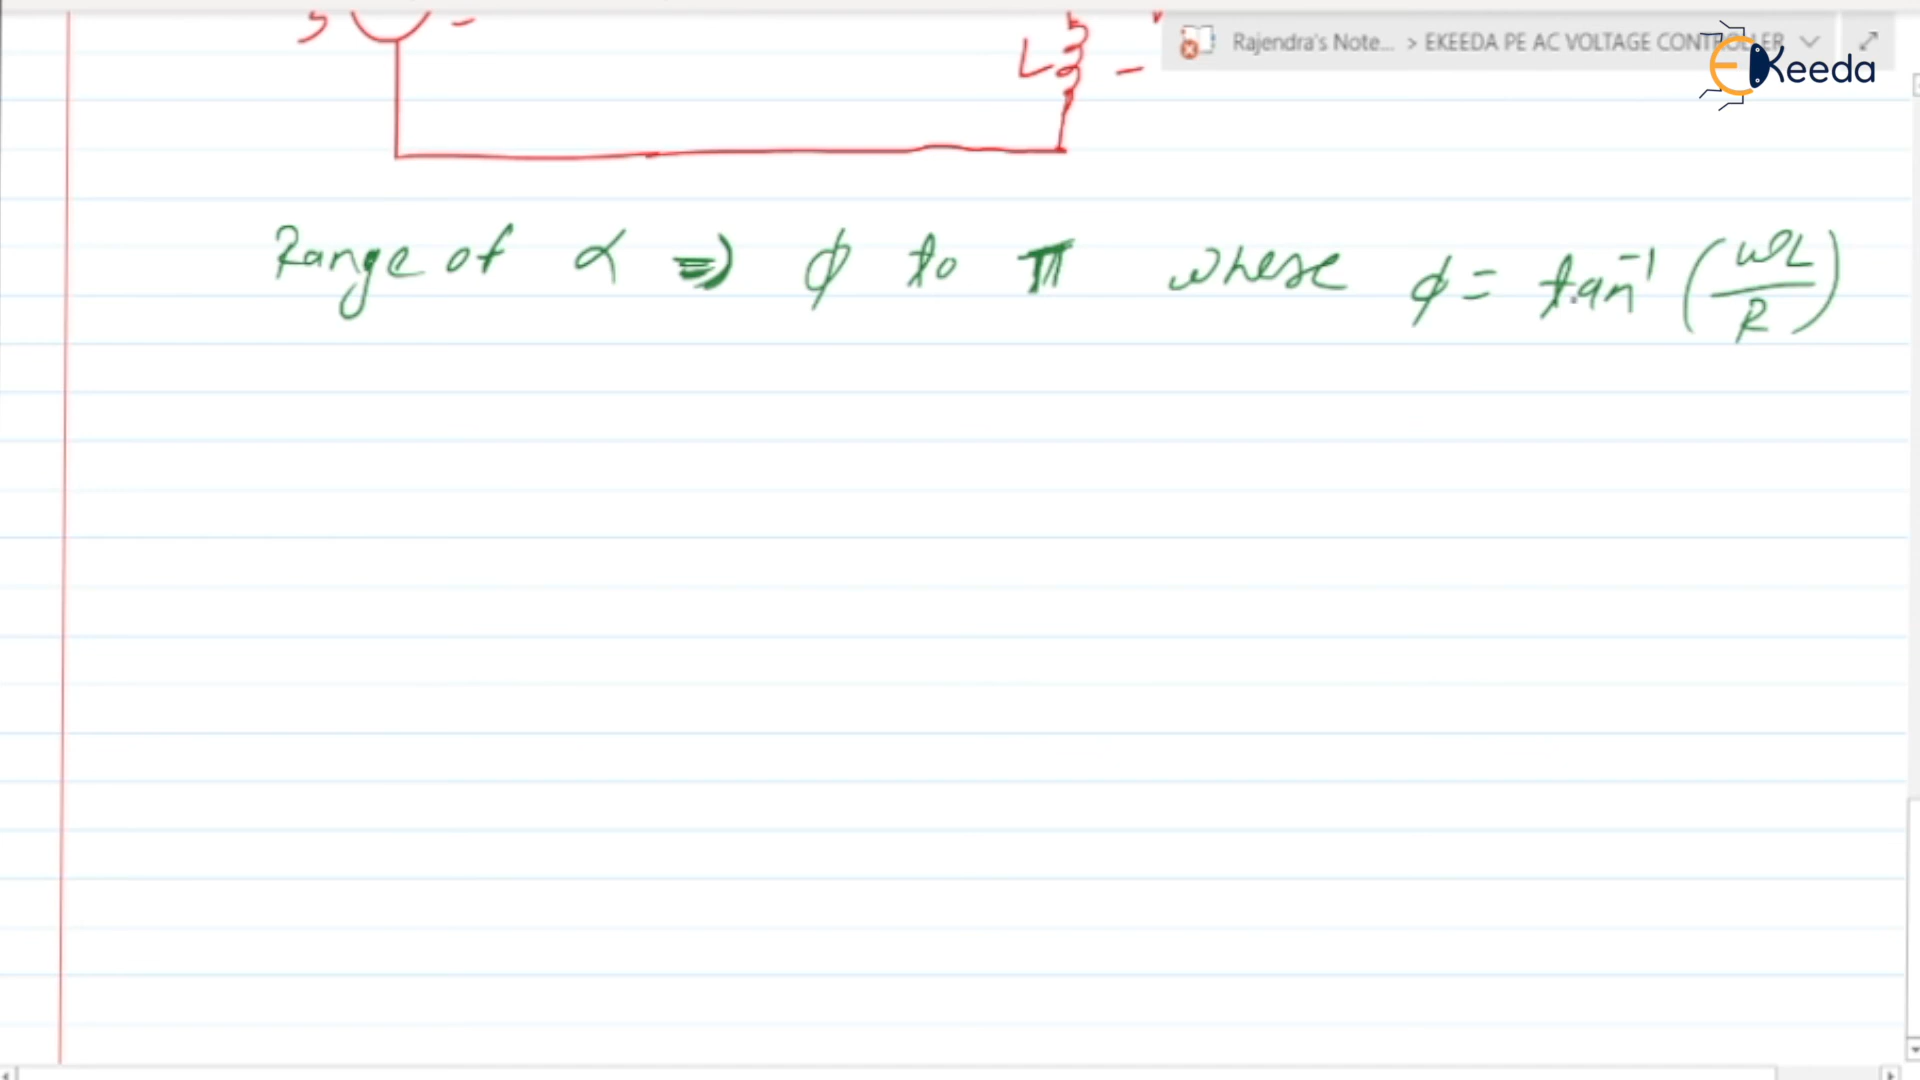 L
Rajendra's Note... > EKEEDA PE AC VOLTAGE CONTROLLER
EKeeda
Range of α ⇒ φ to π where φ = tan⁻¹ (ωL/R)